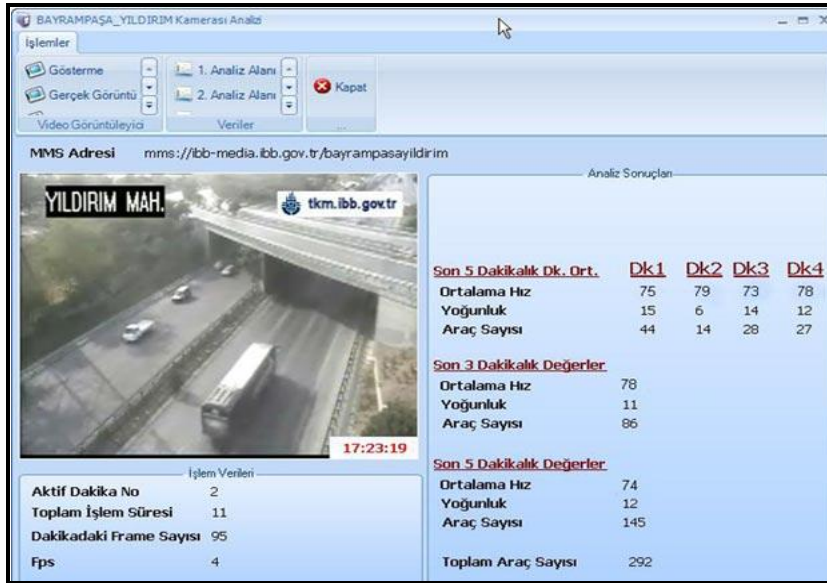 BAYRAMPAŞA_YILDIRIM Kamerası Analizi
İşlemler
Gösterme
Gerçek Görüntü
1. Analiz Alanı
2. Analiz Alanı
Kapat
Video Görüntüleyici
Veriler
...
MMS Adresi mms://ibb-media.ibb.gov.tr/bayrampasayildirim
YILDIRIM MAH.
tkm.ibb.gov.tr
17:23:19
Analiz Sonuçları
Son 5 Dakikalık Dk. Ort. Dk1 Dk2 Dk3 Dk4
Ortalama Hız 75 79 73 78
Yoğunluk 15 6 14 12
Araç Sayısı 44 14 28 27
Son 3 Dakikalık Değerler
Ortalama Hız 78
Yoğunluk 11
Araç Sayısı 86
Son 5 Dakikalık Değerler
Ortalama Hız 74
Yoğunluk 12
Araç Sayısı 145
Toplam Araç Sayısı 292
İşlem Verileri
Aktif Dakika No 2
Toplam İşlem Süresi 11
Dakikadaki Frame Sayısı 95
Fps 4